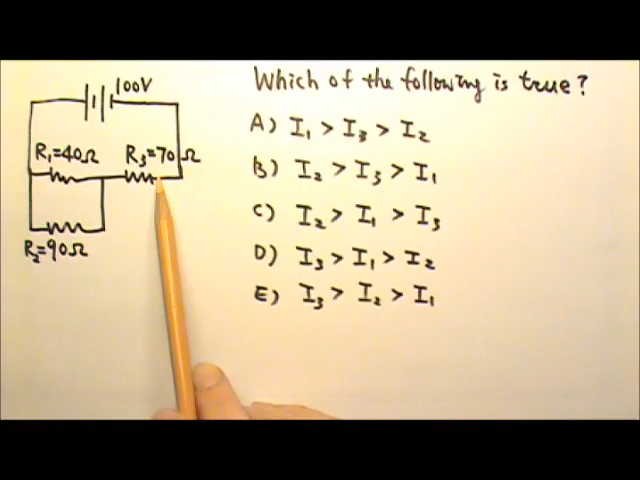 100V
R₁=40Ω
R₃=70Ω
R₂=90Ω
Which of the following is true?
A) I₁ > I₃ > I₂
B) I₂ > I₃ > I₁
C) I₂ > I₁ > I₃
D) I₃ > I₁ > I₂
E) I₃ > I₂ > I₁